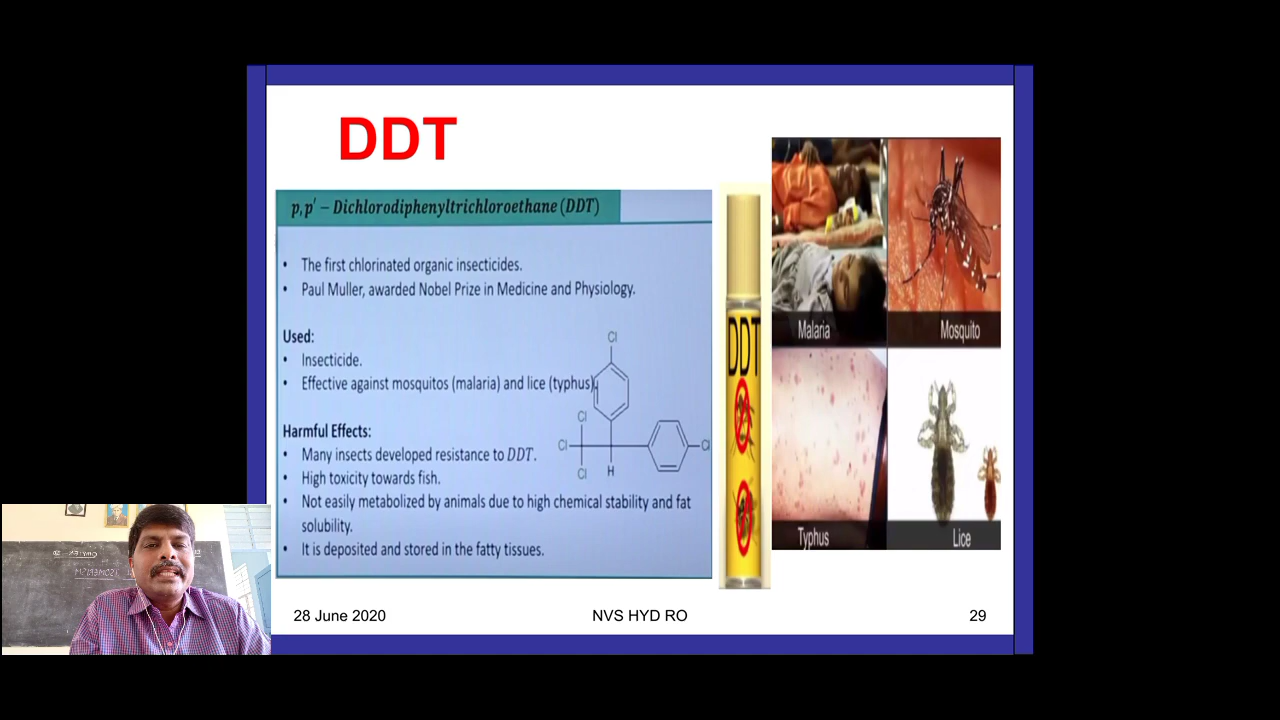 DDT
p, p′ − Dichlorodiphenyltrichloroethane (DDT)
• The first chlorinated organic insecticides.
• Paul Muller, awarded Nobel Prize in Medicine and Physiology.
Used:
• Insecticide.
• Effective against mosquitos (malaria) and lice (typhus).
Harmful Effects:
• Many insects developed resistance to DDT.
• High toxicity towards fish.
• Not easily metabolized by animals due to high chemical stability and fat
solubility.
• It is deposited and stored in the fatty tissues.
Cl
Cl
Cl
Cl
Cl
H
DDT
Malaria
Mosquito
Typhus
Lice
28 June 2020
NVS HYD RO
29